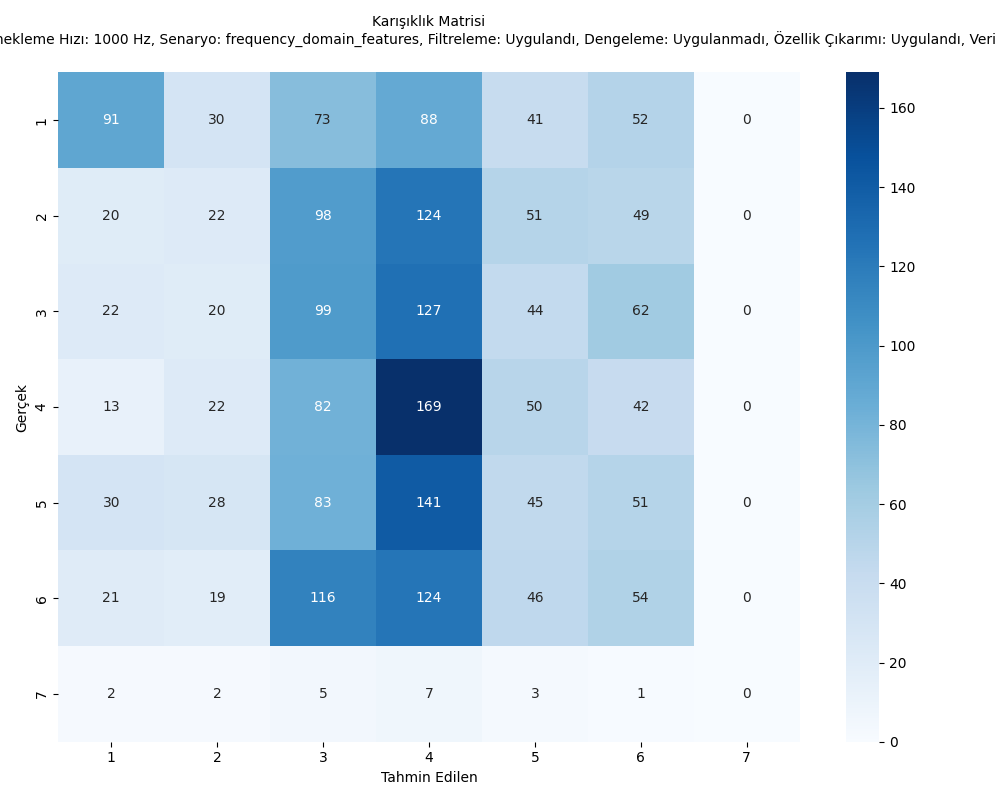 Karışıklık Matrisi
Hızı: 1000 Hz, Senaryo: frequency_domain_features, Filtreleme: Uygulandı, Dengeleme: Uygulanmadı, Özellik Çıkarımı: Uygulandı, Veri
Gerçek
1 91 30 73 88 41 52 0
2 20 22 98 124 51 49 0
3 22 20 99 127 44 62 0
4 13 22 82 169 50 42 0
5 30 28 83 141 45 51 0
6 21 19 116 124 46 54 0
7 2 2 5 7 3 1 0
1 2 3 4 5 6 7
Tahmin Edilen
160
140
120
100
80
60
40
20
0